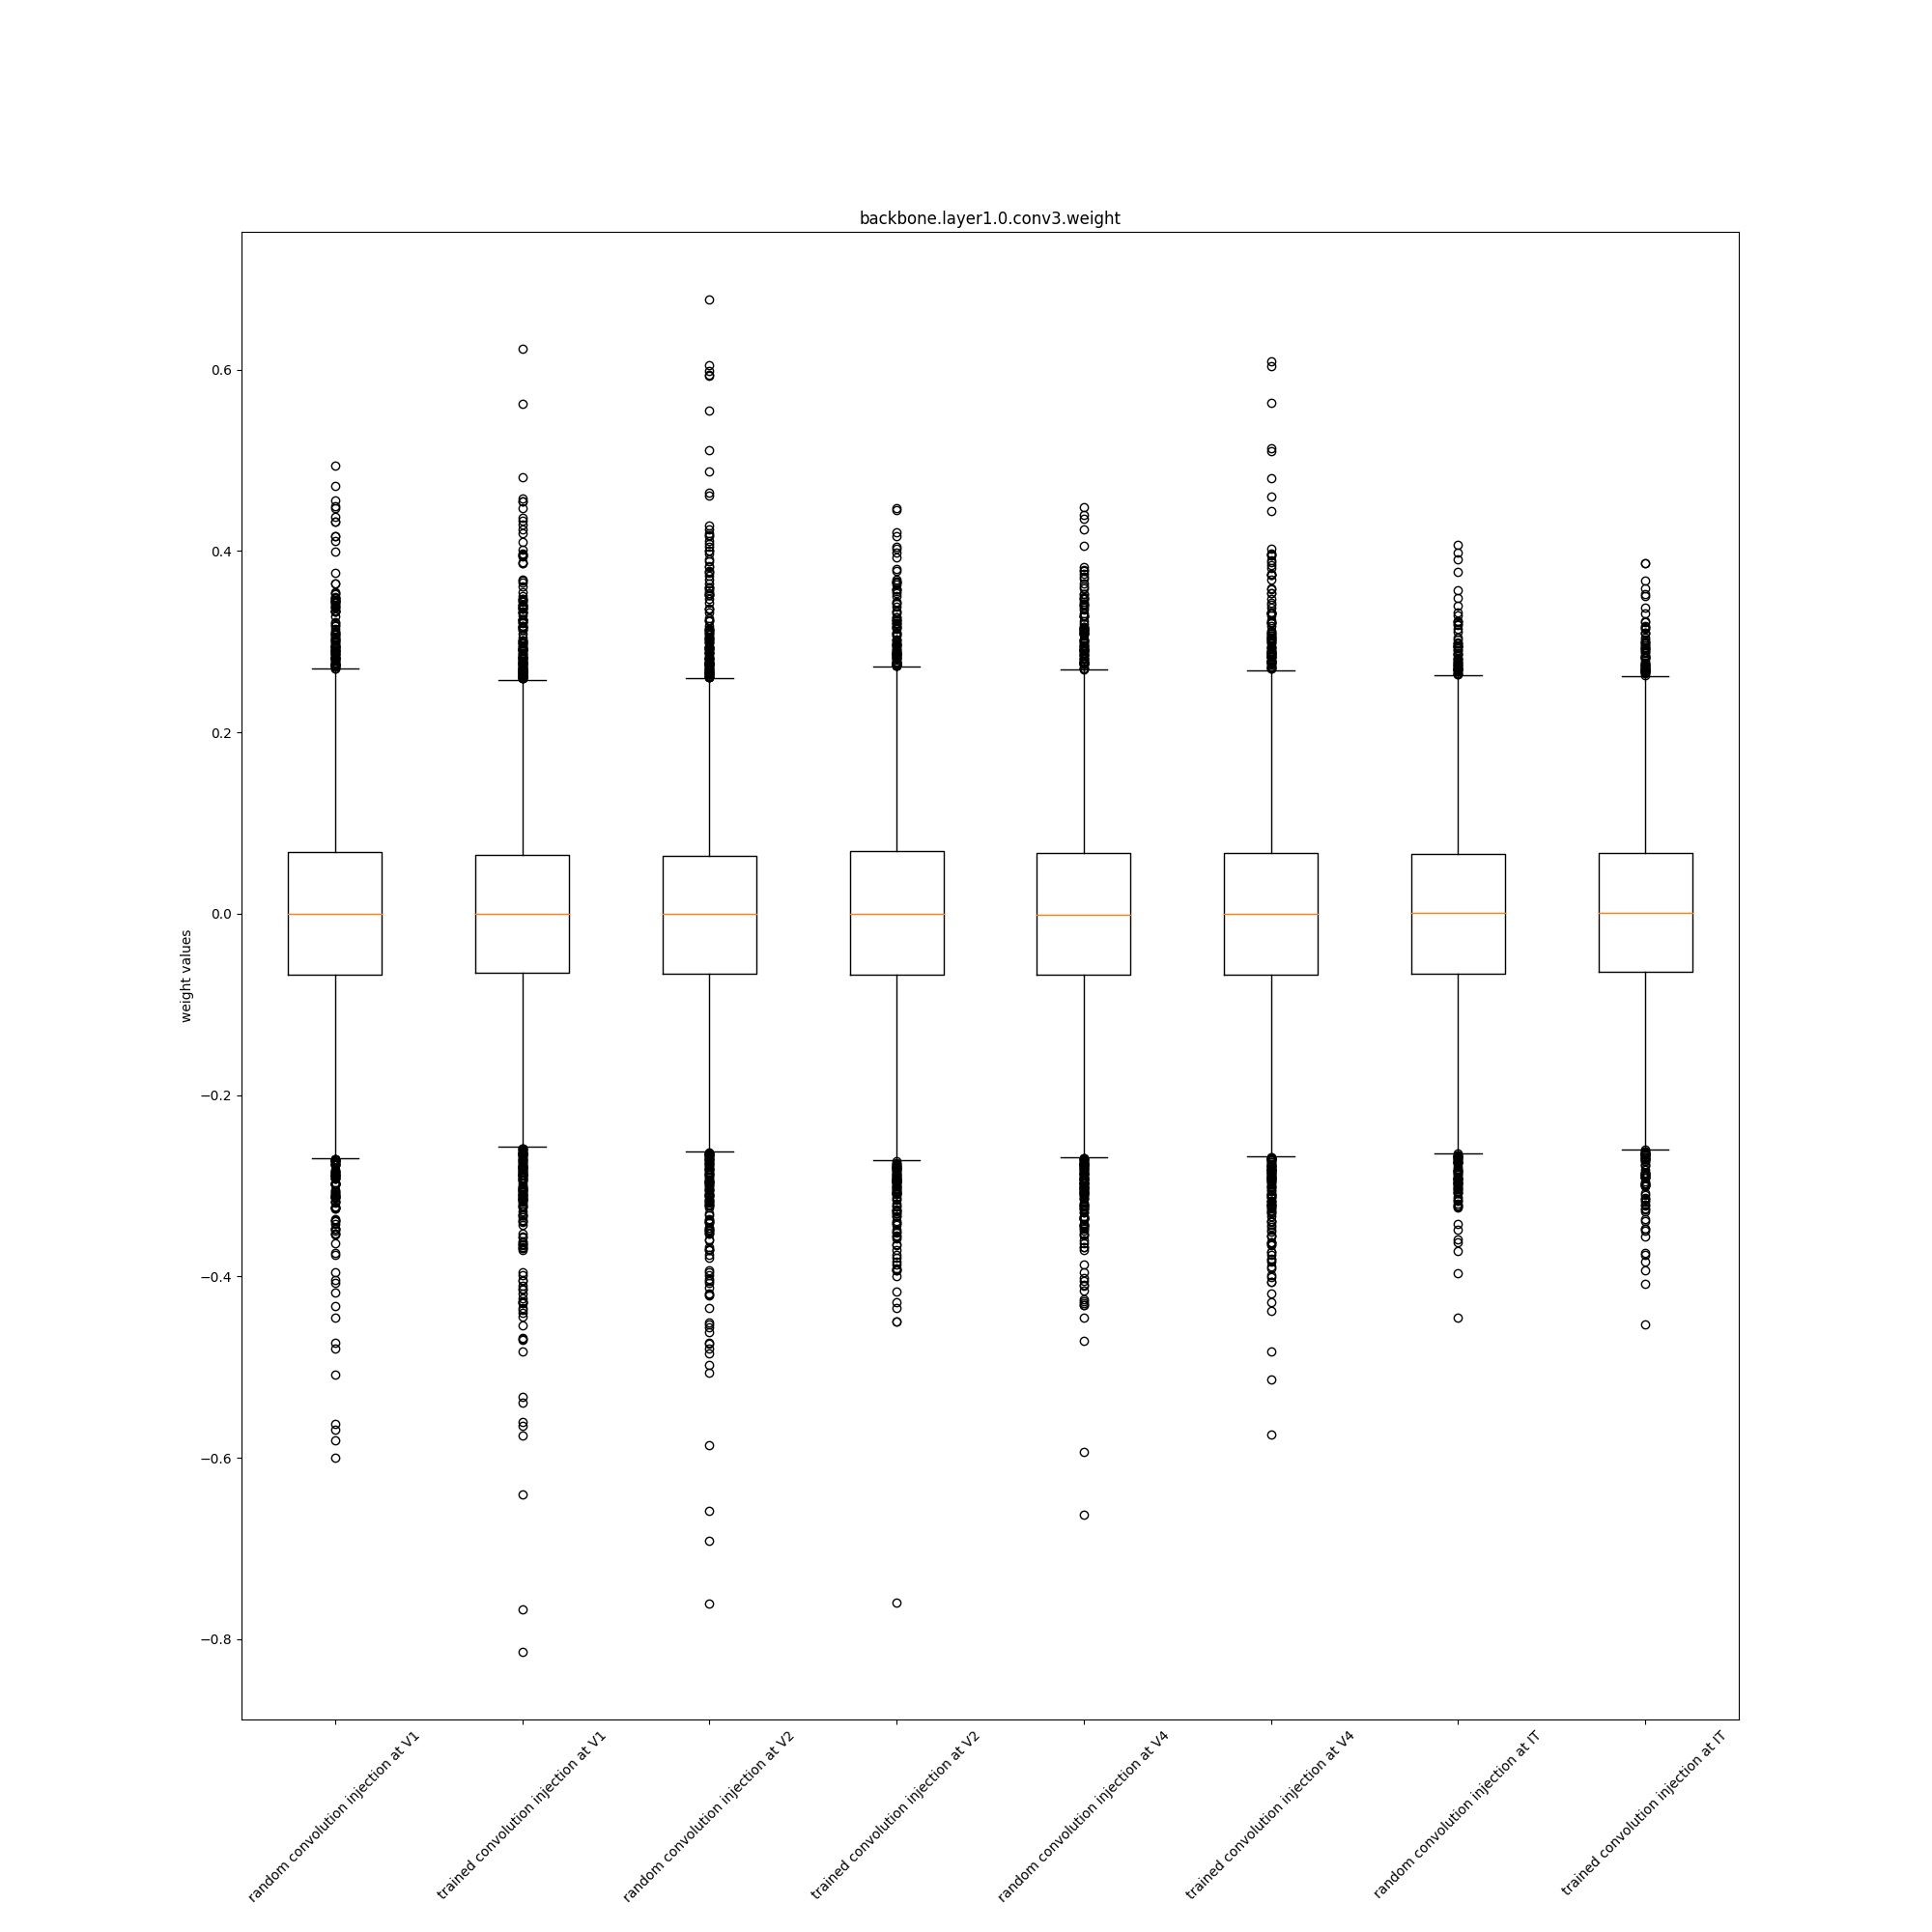 backbone.layer1.0.conv3.weight
0.6
0.4
0.2
0.0
−0.2
−0.4
−0.6
−0.8
weight values
random convolution injection at V1
trained convolution injection at V1
random convolution injection at V2
trained convolution injection at V2
random convolution injection at V4
trained convolution injection at V4
random convolution injection at IT
trained convolution injection at IT